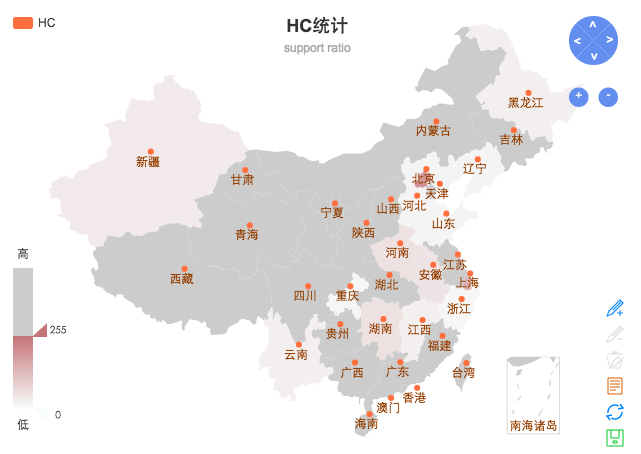 HC统计
support ratio
HC
黑龙江
内蒙古
吉林
新疆
辽宁
甘肃
北京
天津
宁夏
山西
河北
山东
陕西
青海
河南
安徽
江苏
西藏
湖北
上海
四川
重庆
浙江
贵州
湖南
江西
福建
云南
广西
广东
台湾
香港
澳门
海南
南海诸岛
高
255
0
低